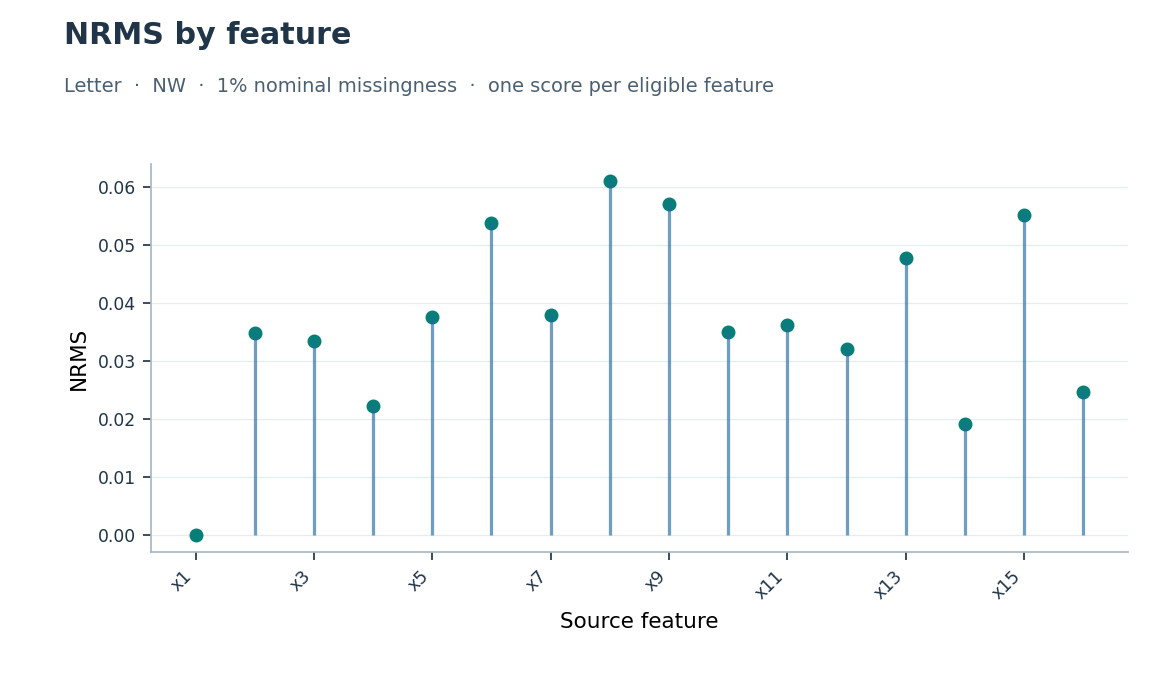 NRMS by feature
Letter · NW · 1% nominal missingness · one score per eligible feature
0.06
0.05
0.04
0.03
0.02
0.01
0.00
NRMS
x1 x3 x5 x7 x9 x11 x13 x15
Source feature